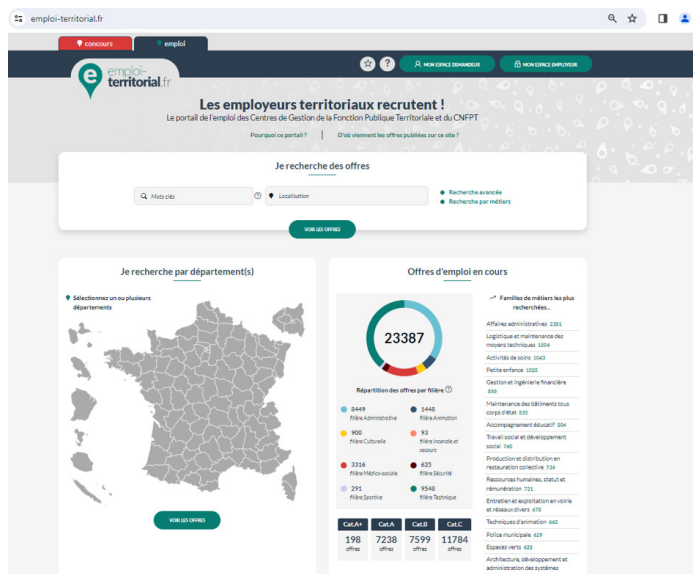 emploi-territorial.fr
concours
emploi
emploi-
territorial.fr
MON ESPACE DEMANDEUR
MON ESPACE EMPLOYEUR
Les employeurs territoriaux recrutent !
Le portail de l'emploi des Centres de Gestion de la Fonction Publique Territoriale et du CNFPT
Pourquoi ce portail ?
D'où viennent les offres publiées sur ce site ?
Je recherche des offres
Mots clés
Localisation
Recherche avancée
Recherche par métiers
VOIR LES OFFRES
Je recherche par département(s)
Sélectionnez un ou plusieurs
départements
VOIR LES OFFRES
Offres d'emploi en cours
23387
Répartition des offres par filière
8449
filière Administrative
1448
filière Animation
900
filière Culturelle
93
filière Incendie et
secours
3316
filière Médico-sociale
625
filière Sécurité
291
filière Sportive
9548
filière Technique
Cat.A+ Cat.A Cat.B Cat.C
198 7238 7599 11784
offres offres offres offres
Familles de métiers les plus
recherchées...
Affaires administratives 2381
Logistique et maintenance des
moyens techniques 1504
Activités de soins 1063
Petite enfance 1025
Gestion et ingénierie financière
866
Maintenance des bâtiments tous
corps d'état 835
Accompagnement éducatif 804
Travail social et développement
social 760
Production et distribution en
restauration collective 736
Ressources humaines, statut et
rémunération 721
Entretien et exploitation en voirie
et réseaux divers 670
Techniques d'animation 662
Police municipale 629
Espaces verts 628
Architecture, développement et
administration des systèmes